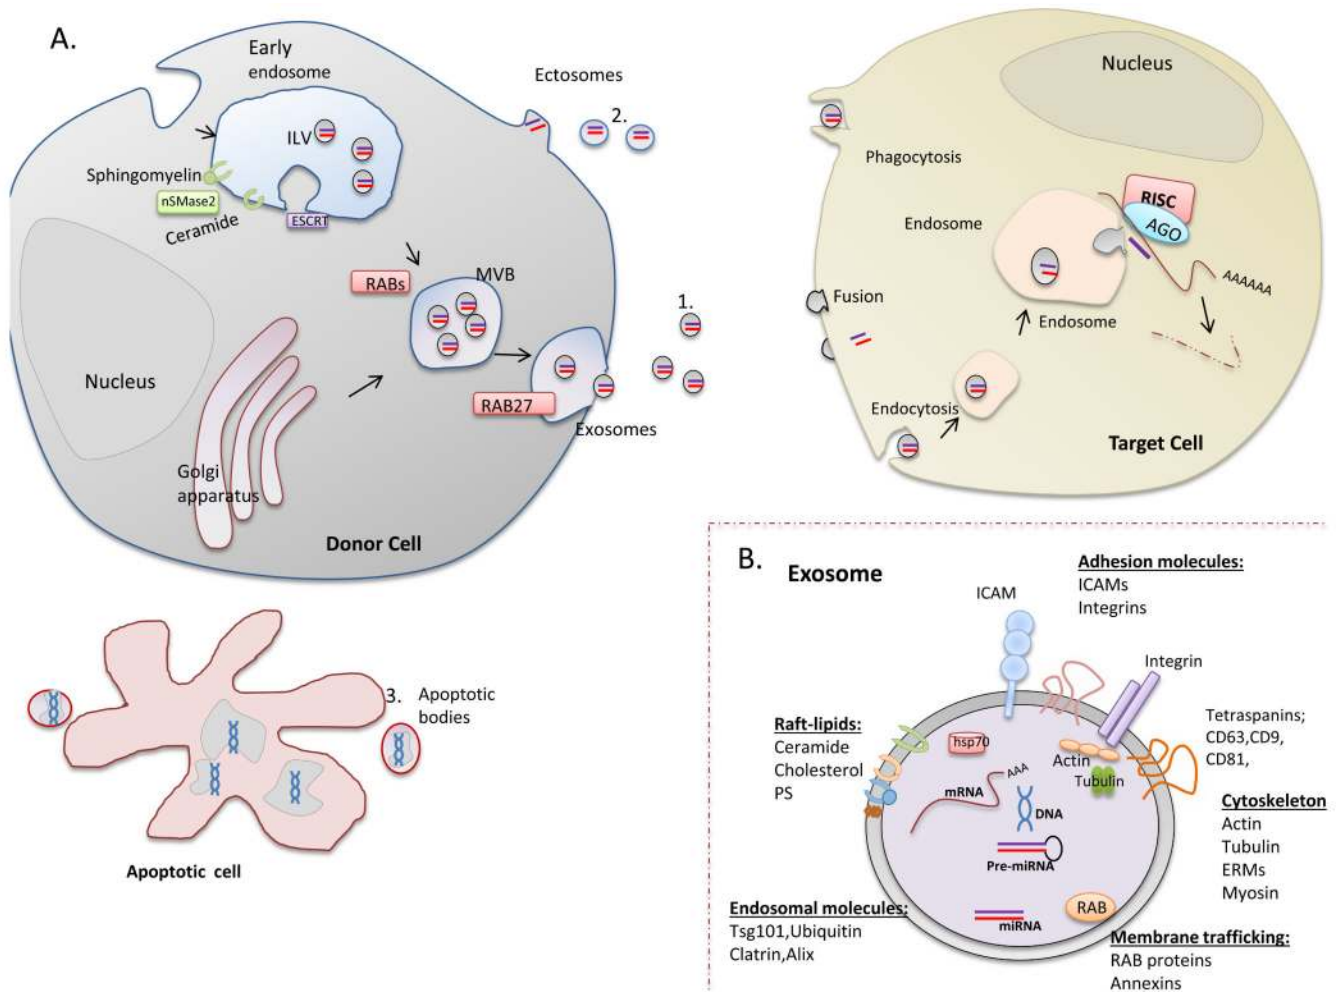 A.
Early
endosome
ILV
Sphingomyelin
nSMase2
Ceramide
ESCRT
Ectosomes
2.
RABs
MVB
1.
RAB27
Exosomes
Nucleus
Golgi
apparatus
Donor Cell
Nucleus
Phagocytosis
RISC
AGO
Endosome
AAAAAA
Fusion
Endosome
Endocytosis
Target Cell
3. Apoptotic
bodies
Apoptotic cell
B.
Exosome
Adhesion molecules:
ICAMs
Integrins
ICAM
Integrin
Raft-lipids:
Ceramide
Cholesterol
PS
hsp70
Actin
Tubulin
mRNA
AAA
DNA
Pre-miRNA
miRNA
RAB
Tetraspanins;
CD63,CD9,
CD81,
Cytoskeleton
Actin
Tubulin
ERMs
Myosin
Endosomal molecules:
Tsg101,Ubiquitin
Clatrin,Alix
Membrane trafficking:
RAB proteins
Annexins